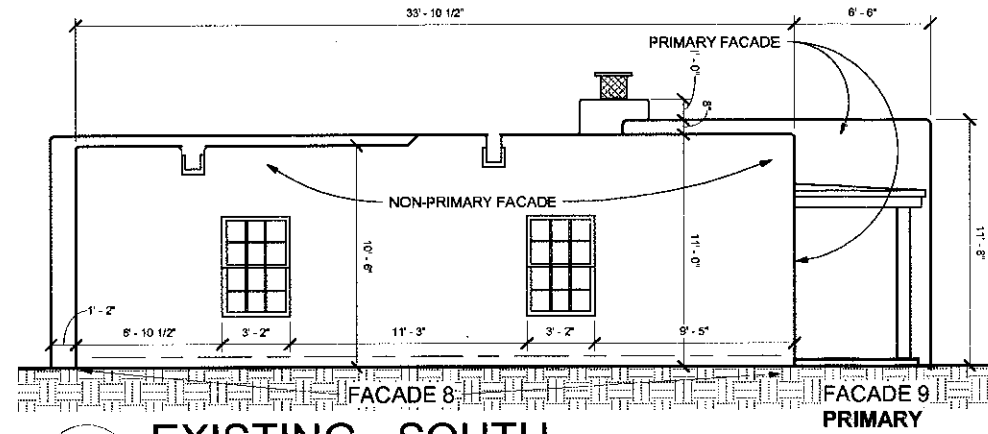 33' - 10 1/2"
6' - 6"
PRIMARY FACADE
1' - 0"
8"
NON-PRIMARY FACADE
10' - 6"
11' - 0"
11' - 8"
1' - 2"
6' - 10 1/2"
3' - 2"
11' - 3"
3' - 2"
9' - 5"
FACADE 8
FACADE 9
PRIMARY
EXISTING - SOUTH